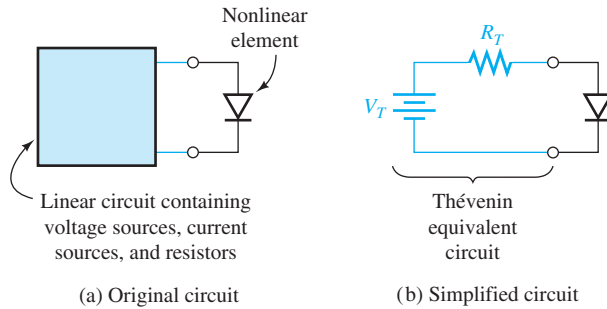 Nonlinear
element
R_T
V_T
Linear circuit containing
voltage sources, current
sources, and resistors
Thévenin
equivalent
circuit
(a) Original circuit
(b) Simplified circuit